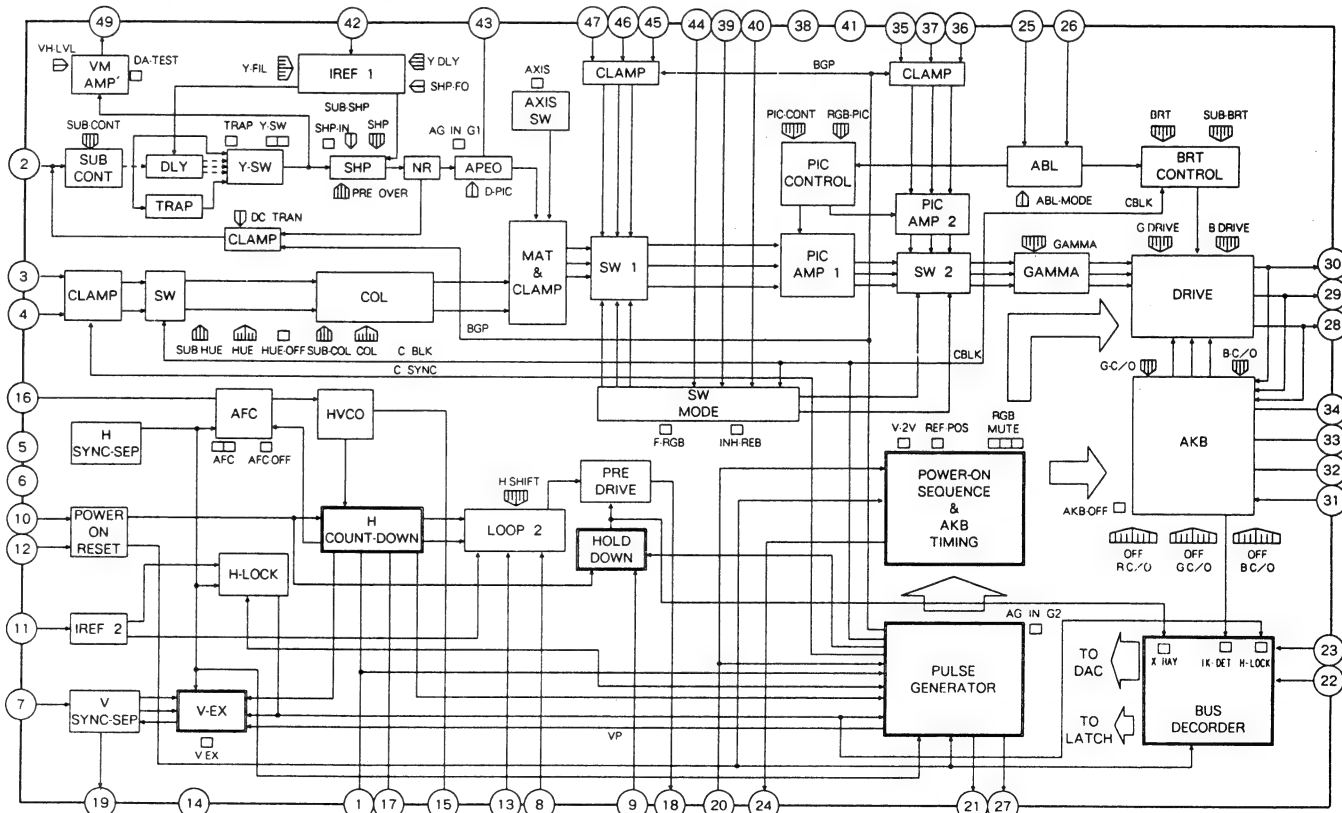 49 42 43 47 46 45 44 39 40 38 41 35 37 36 25 26
VH-LVL
VM
AMP'
DA-TEST
Y-FIL
IREF 1
Y DLY
SHP-FO
AXIS
AXIS
SW
CLAMP
BGP
CLAMP
SUB-CONT
SUB
CONT
2
DLY
TRAP
TRAP Y-SW
Y-SW
SUB-SHP
SHP-IN
SHP
SHP
PRE OVER
NR
AG IN G1
APEO
D-PIC
DC TRAN
CLAMP
PIC-CONT
RGB-PIC
PIC
CONTROL
PIC
AMP 2
ABL
ABL-MODE
BRT
SUB-BRT
BRT
CONTROL
CBLK
3
4
CLAMP
SW
COL
MAT
&
CLAMP
SW 1
PIC
AMP 1
SW 2
GAMMA
GAMMA
G DRIVE
B DRIVE
DRIVE
30
29
28
SUB-HUE
HUE
HUE-OFF
SUB-COL
COL
C BLK
BGP
C SYNC
CBLK
G-C/O
B-C/O
16
AFC
HVCO
AFC
AFC-OFF
SW
MODE
F-RGB
INH-REB
V-2V
REF-POS
RGB
MUTE
AKB
34
33
32
31
5
H
SYNC-SEP
6
10
POWER
ON
RESET
12
H
COUNT-DOWN
H SHIFT
LOOP 2
PRE
DRIVE
HOLD
DOWN
POWER-ON
SEQUENCE
&
AKB
TIMING
AKB-OFF
OFF
R C/O
OFF
G C/O
OFF
B C/O
H-LOCK
11
IREF 2
AG IN G2
PULSE
GENERATOR
TO
DAC
X RAY
IK-DET
H-LOCK
BUS
DECORDER
23
22
7
V
SYNC-SEP
V-EX
V EX
VP
TO
LATCH
19 14 1 17 15 13 8 9 18 20 24 21 27